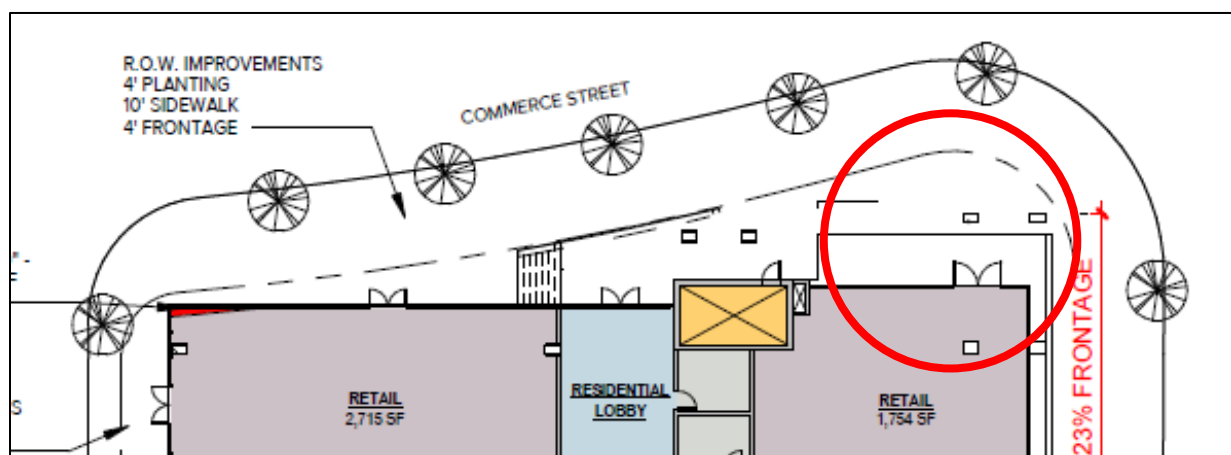 R.O.W. IMPROVEMENTS
4' PLANTING
10' SIDEWALK
4' FRONTAGE
COMMERCE STREET
RETAIL
2,715 SF
RESIDENTIAL
LOBBY
RETAIL
1,754 SF
23% FRONTAGE